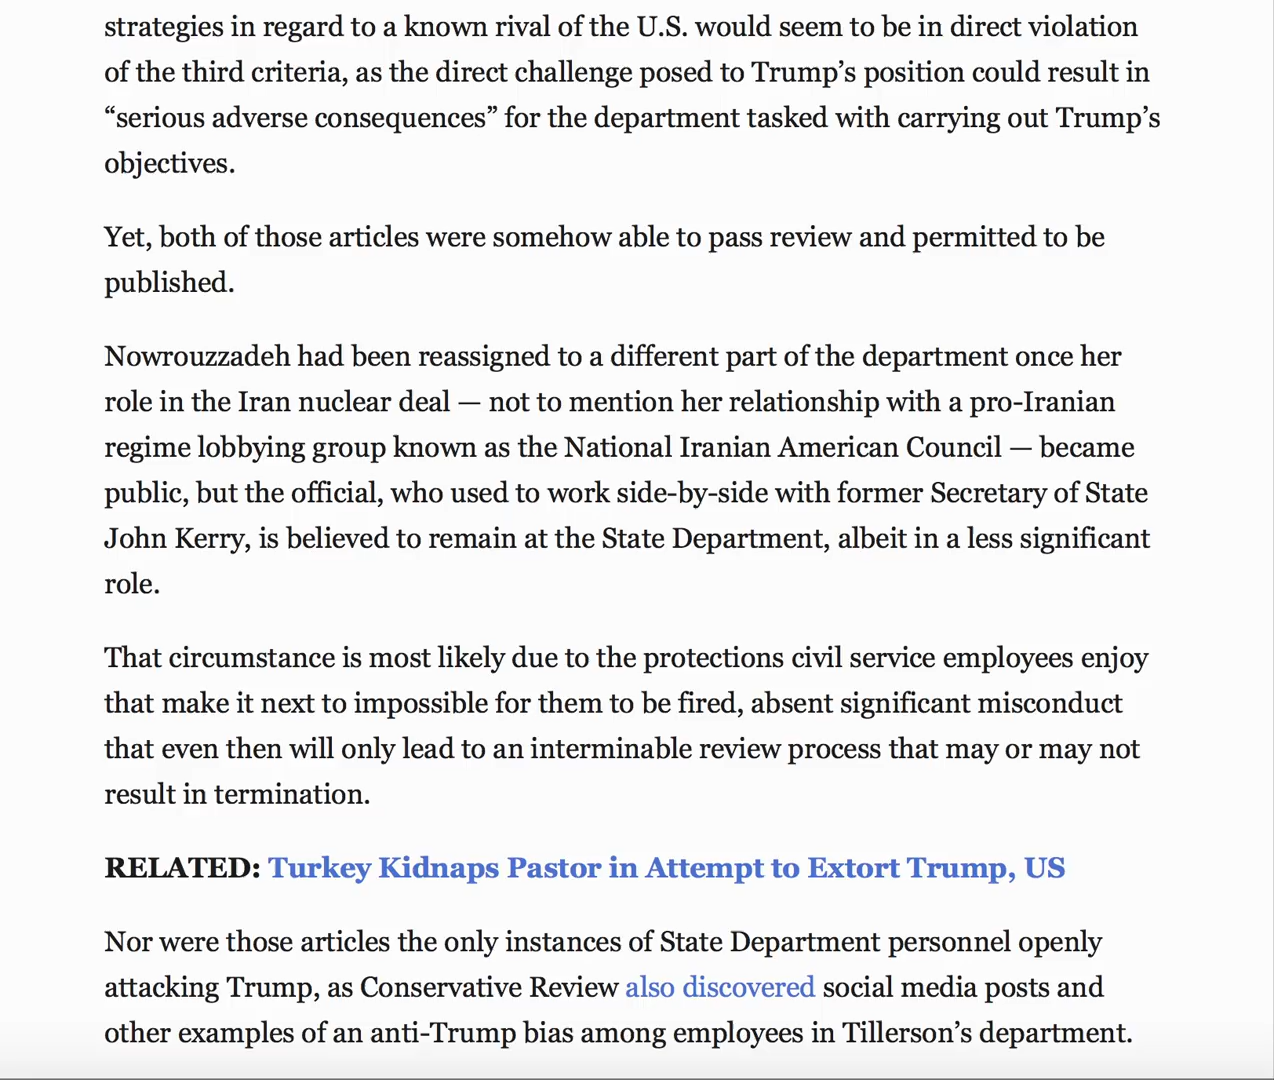 strategies in regard to a known rival of the U.S. would seem to be in direct violation
of the third criteria, as the direct challenge posed to Trump’s position could result in
“serious adverse consequences” for the department tasked with carrying out Trump’s
objectives.
Yet, both of those articles were somehow able to pass review and permitted to be
published.
Nowrouzzadeh had been reassigned to a different part of the department once her
role in the Iran nuclear deal — not to mention her relationship with a pro-Iranian
regime lobbying group known as the National Iranian American Council — became
public, but the official, who used to work side-by-side with former Secretary of State
John Kerry, is believed to remain at the State Department, albeit in a less significant
role.
That circumstance is most likely due to the protections civil service employees enjoy
that make it next to impossible for them to be fired, absent significant misconduct
that even then will only lead to an interminable review process that may or may not
result in termination.
RELATED: Turkey Kidnaps Pastor in Attempt to Extort Trump, US
Nor were those articles the only instances of State Department personnel openly
attacking Trump, as Conservative Review also discovered social media posts and
other examples of an anti-Trump bias among employees in Tillerson’s department.